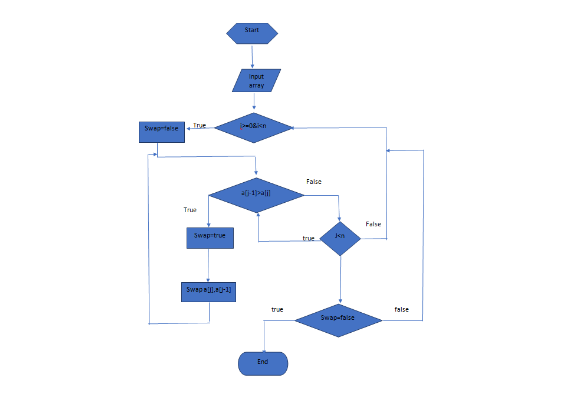 Start
Input
array
True
Swap=false
a[j-1]>a[j]
False
True
Swap=true
true
J<n
False
Swap a[j],a[j-1]
true
Swap=false
false
End